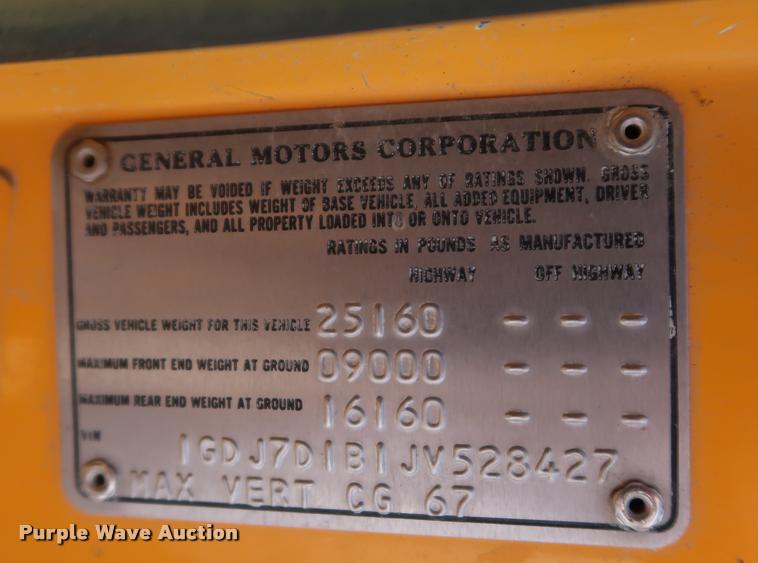 GENERAL MOTORS CORPORATION
WARRANTY MAY BE VOIDED IF WEIGHT EXCEEDS ANY OF RATINGS SHOWN. GROSS
VEHICLE WEIGHT INCLUDES WEIGHT OF BASE VEHICLE, ALL ADDED EQUIPMENT, DRIVER
AND PASSENGERS, AND ALL PROPERTY LOADED INTO OR ONTO VEHICLE.
RATINGS IN POUNDS AS MANUFACTURED
HIGHWAY OFF HIGHWAY
GROSS VEHICLE WEIGHT FOR THIS VEHICLE 25160 - - -
MAXIMUM FRONT END WEIGHT AT GROUND 09000 - - -
MAXIMUM REAR END WEIGHT AT GROUND 16160 - - -
VIN
1GDJ7D1B1JV528427
MAX VERT CG 67
Purple Wave Auction